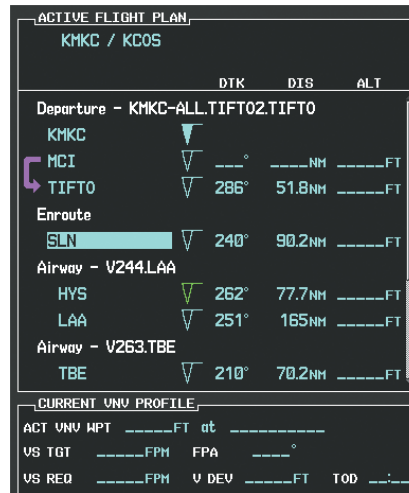 ACTIVE FLIGHT PLAN
KMKC / KCOS
DTK DIS ALT
Departure - KMKC-ALL.TIFTO2.TIFTO
KMKC
MCI ___° ____NM _____FT
TIFTO 286° 51.8NM _____FT
Enroute
SLN 240° 90.2NM _____FT
Airway - V244.LAA
HYS 262° 77.7NM _____FT
LAA 251° 165NM _____FT
Airway - V263.TBE
TBE 210° 70.2NM _____FT
CURRENT VNV PROFILE
ACT VNV WPT _____FT at __________
VS TGT _____FPM FPA ____°
VS REQ _____FPM V DEV _____FT TOD __:__